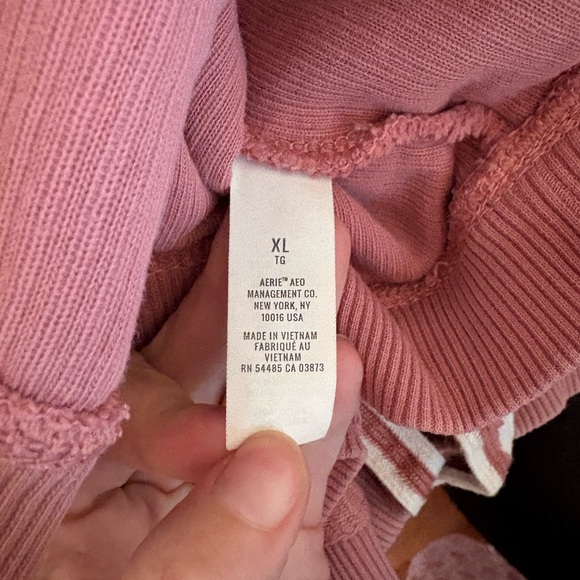 XL
TG
AERIE™ AEO
MANAGEMENT CO.
NEW YORK, NY
10016 USA
MADE IN VIETNAM
FABRIQUÉ AU
VIETNAM
RN 54485 CA 03873